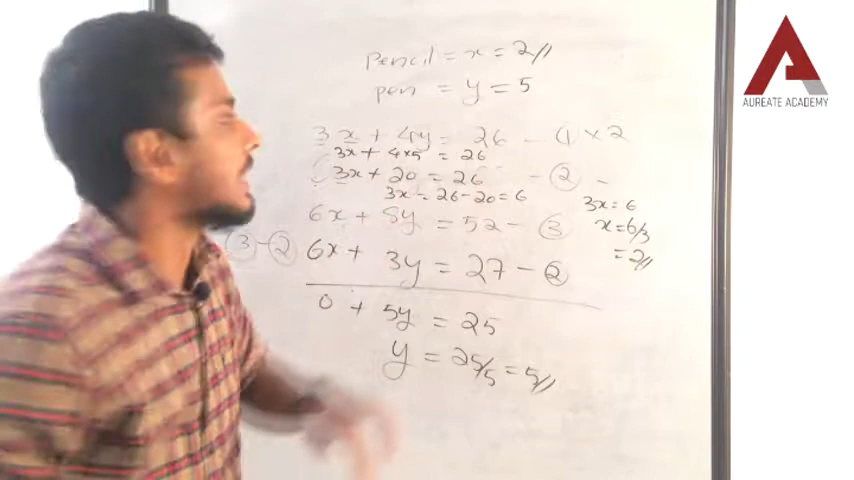 Pencil = x = 2//
pen = y = 5
3x + 4y = 26 - ① × 2
3x + 4×5 = 26
3x + 20 = 26 - ② -
3x = 26 - 20 = 6
3x = 6
6x + 8y = 52 - ③
x = 6/3
= 2//
③ - ② 6x + 3y = 27 - ②
0 + 5y = 25
y = 25/5 = 5//
AUREATE ACADEMY